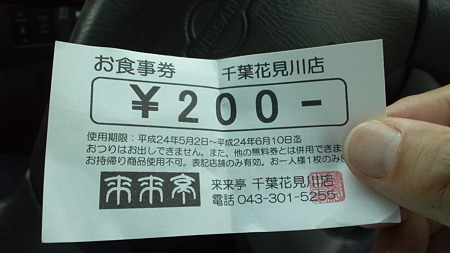 お食事券 千葉花見川店
¥200-
使用期限：平成24年5月2日～平成24年6月10日迄
おつりはお出しできません。また、他の無料券とは併用できませ
お持帰り商品使用不可。表記店舗のみ有効。お一人様1枚のみ
来来亭 来来亭 千葉花見川店
電話 043-301-5255
NISSAN